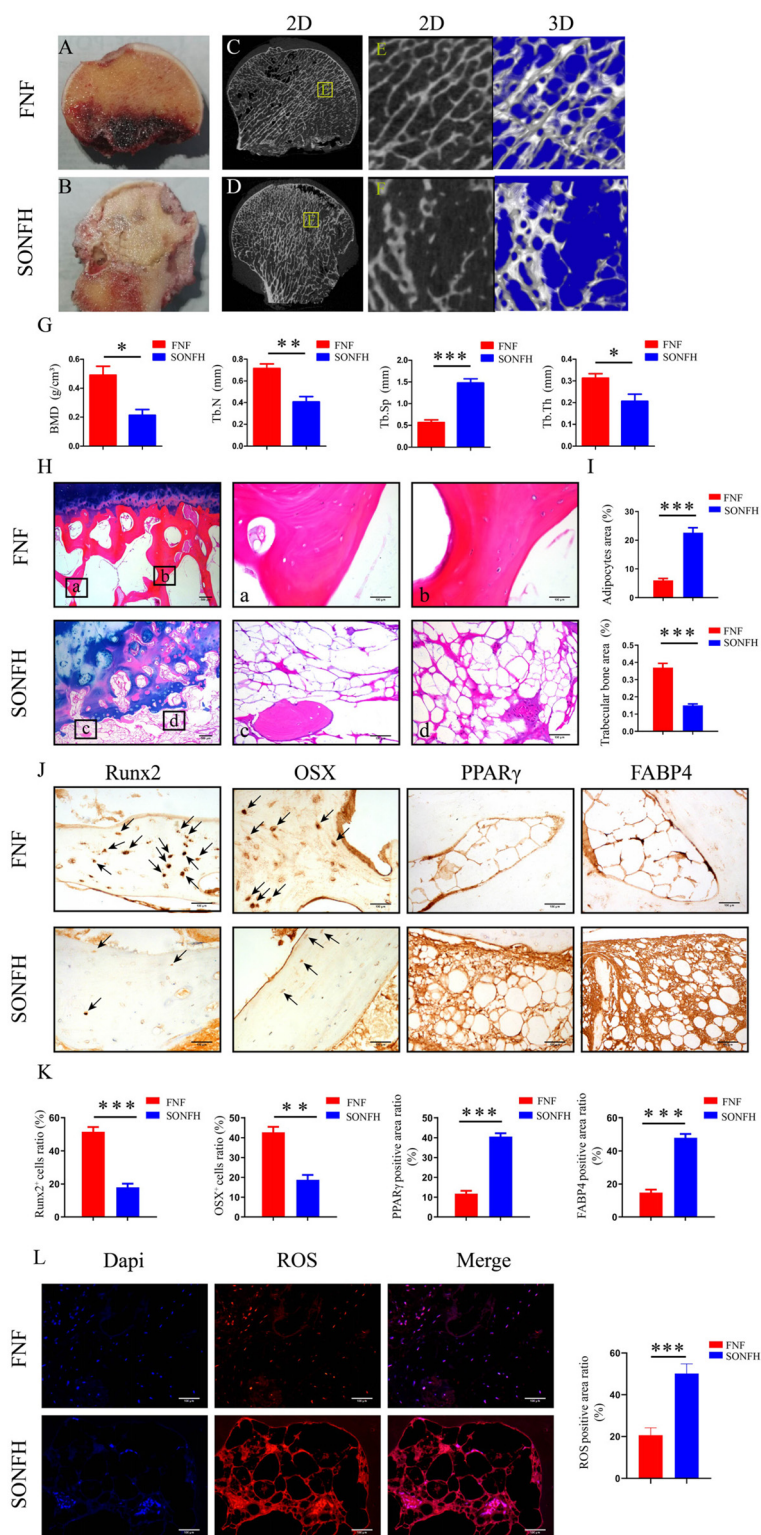 2D 2D 3D
FNF
A C E
SONFH
B D F
E
F
G
FNF
SONFH
*
BMD (g/cm³)
0.8
0.6
0.4
0.2
0.0
FNF
SONFH
**
Tb.N (mm)
0.8
0.6
0.4
0.2
0.0
FNF
SONFH
***
Tb.Sp (mm)
2.0
1.5
1.0
0.5
0.0
FNF
SONFH
*
Tb.Th (mm)
0.4
0.3
0.2
0.1
0.0
H
FNF
a b
a
b
SONFH
c d
c
d
I
FNF
SONFH
***
Adipocytes area (%)
30
20
10
0
FNF
SONFH
***
Trabecular bone area (%)
0.5
0.4
0.3
0.2
0.1
0.0
J
Runx2 OSX PPARγ FABP4
FNF
SONFH
K
FNF
SONFH
***
Runx2⁺ cells ratio (%)
60
40
20
0
FNF
SONFH
**
OSX⁺ cells ratio (%)
50
40
30
20
10
0
FNF
SONFH
***
PPARγ positive area ratio
(%)
50
40
30
20
10
0
FNF
SONFH
***
FABP4 positive area ratio
(%)
60
40
20
0
L
Dapi ROS Merge
FNF
SONFH
FNF
SONFH
***
ROS positive area ratio
(%)
60
40
20
0